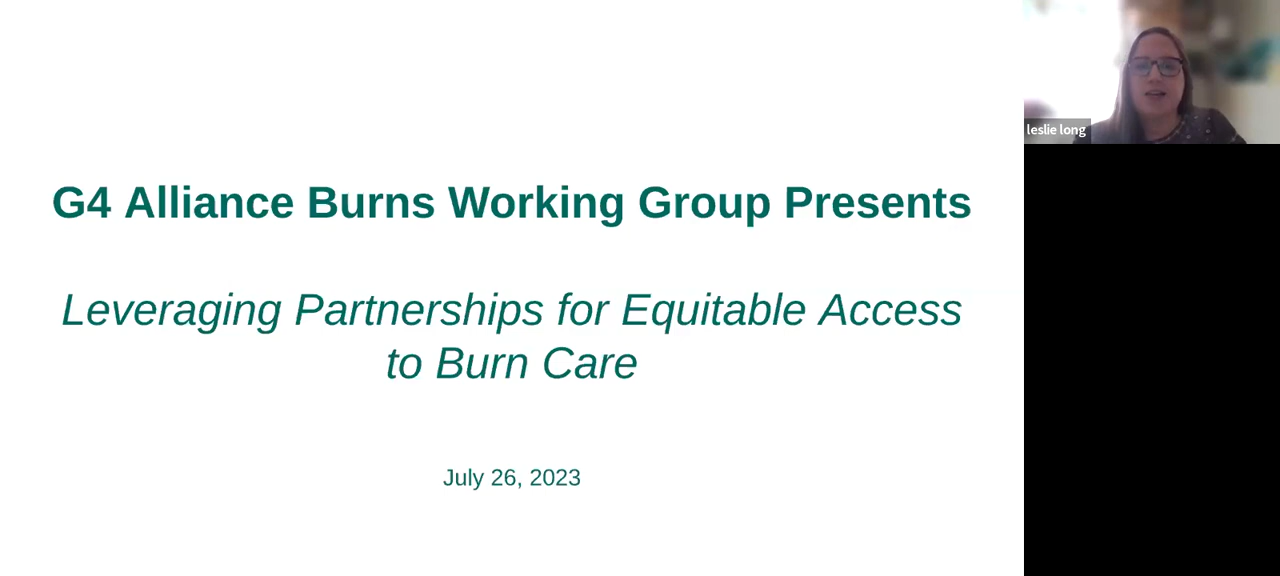 G4 Alliance Burns Working Group Presents
Leveraging Partnerships for Equitable Access
to Burn Care
July 26, 2023
leslie long